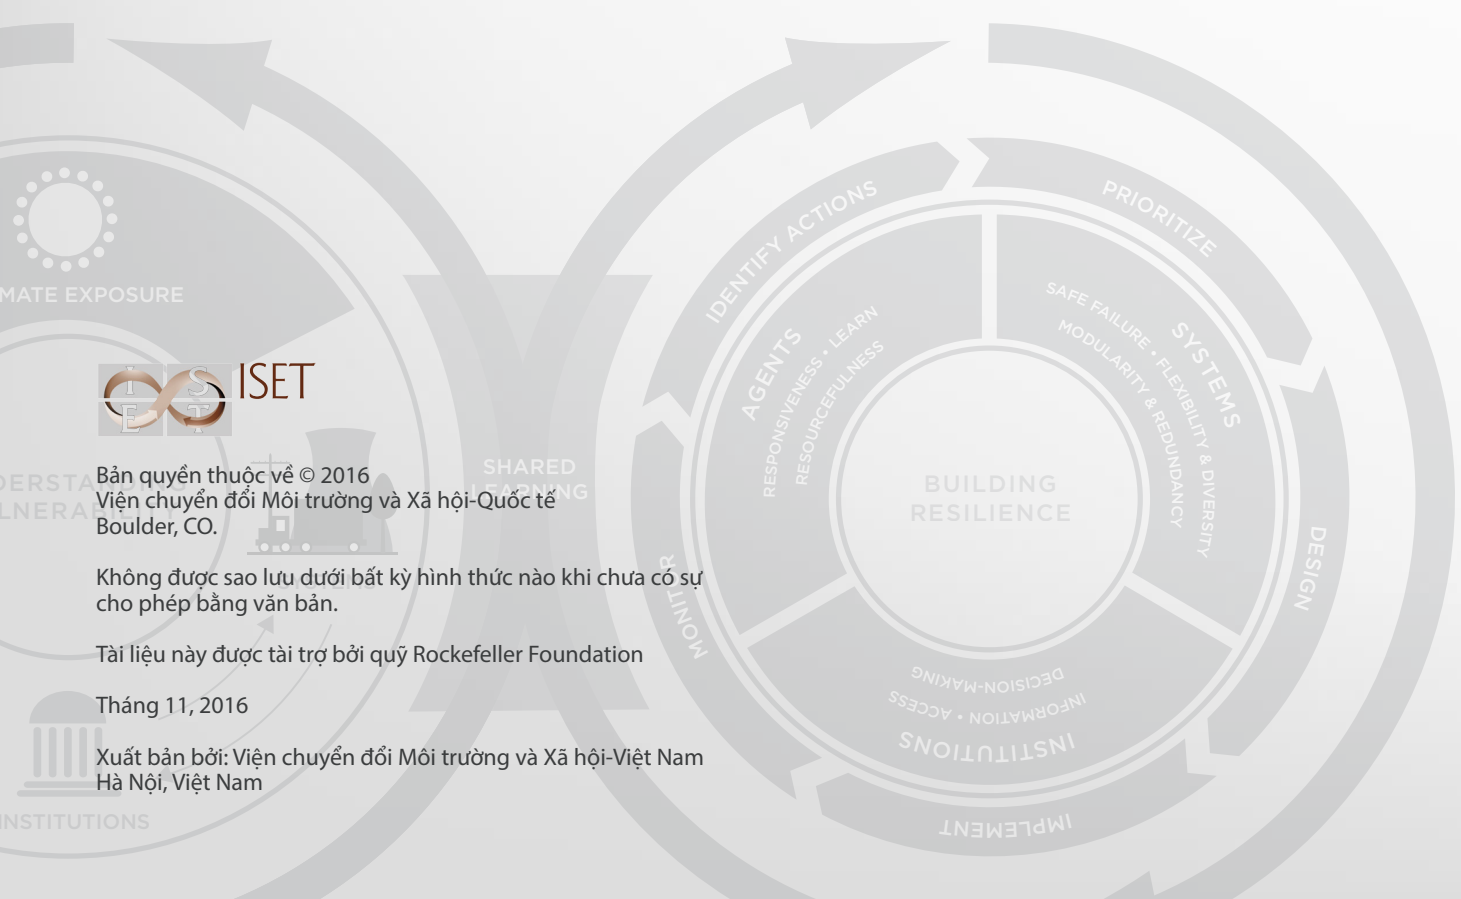 IDENTIFY ACTIONS
PRIORITIZE
DESIGN
IMPLEMENT
MONITOR
AGENTS
RESPONSIVENESS • LEARN
RESOURCEFULNESS
SYSTEMS
SAFE FAILURE • FLEXIBILITY & DIVERSITY
MODULARITY & REDUNDANCY
INSTITUTIONS
INFORMATION • ACCESS
DECISION-MAKING
BUILDING
RESILIENCE
SHARED
LEARNING
MATE EXPOSURE
DERSTANDING
LNERABILITY
SYSTEMS
INSTITUTIONS
I S
E T
ISET
Bản quyền thuộc về © 2016
Viện chuyển đổi Môi trường và Xã hội-Quốc tế
Boulder, CO.
Không được sao lưu dưới bất kỳ hình thức nào khi chưa có sự
cho phép bằng văn bản.
Tài liệu này được tài trợ bởi quỹ Rockefeller Foundation
Tháng 11, 2016
Xuất bản bởi: Viện chuyển đổi Môi trường và Xã hội-Việt Nam
Hà Nội, Việt Nam